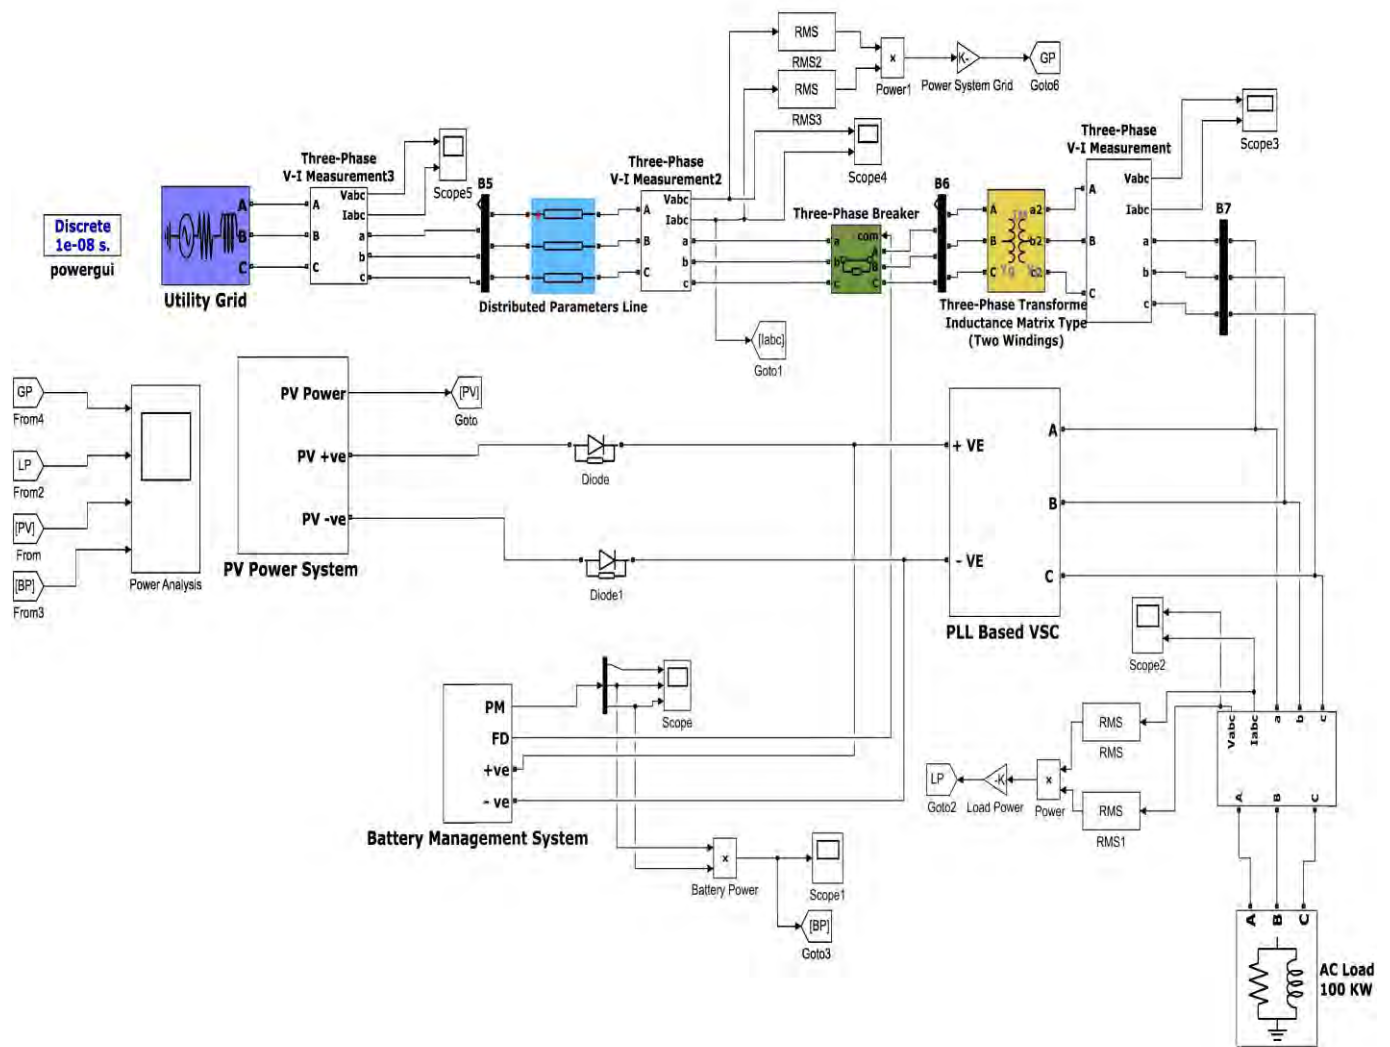 RMS
RMS2
RMS
RMS3
x
Power1
K-
Power System Grid
GP
Goto6
Discrete
1e-08 s.
powergui
A
B
C
Utility Grid
Three-Phase
V-I Measurement3
A
B
C
Vabc
Iabc
a
b
c
Scope5
B5
Distributed Parameters Line
Three-Phase
V-I Measurement2
A
B
C
Vabc
Iabc
a
b
c
Scope4
[Iabc]
Goto1
Three-Phase Breaker
com
a
b
c
A
B
C
B6
A
B
C
a2
b2
c2
Three-Phase Transforme
Inductance Matrix Type
(Two Windings)
Three-Phase
V-I Measurement
A
B
C
Vabc
Iabc
a
b
c
Scope3
B7
GP
From4
LP
From2
[PV]
From
[BP]
From3
Power Analysis
PV Power
PV +ve
PV -ve
PV Power System
[PV]
Goto
Diode
Diode1
+ VE
- VE
A
B
C
PLL Based VSC
PM
FD
+ve
- ve
Battery Management System
Scope
x
Battery Power
Scope1
[BP]
Goto3
Scope2
LP
Goto2
-K
Load Power
x
Power
RMS
RMS
RMS
RMS1
Vabc
Iabc
a
b
c
A
B
C
A
B
C
AC Load
100 KW